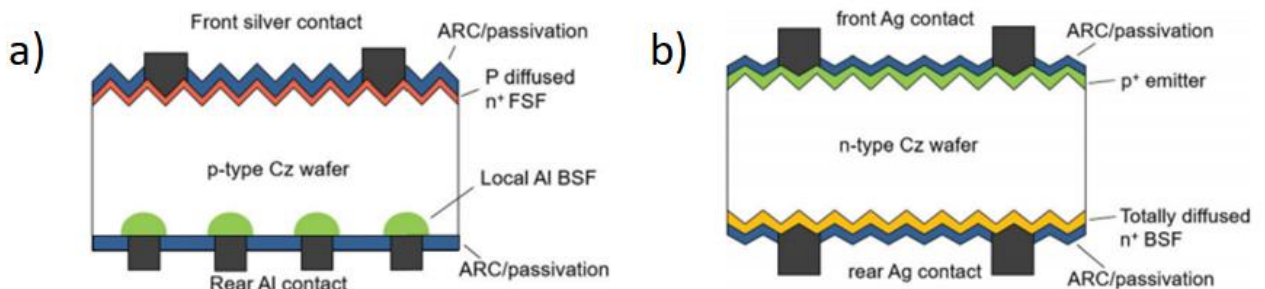 a)
Front silver contact
ARC/passivation
P diffused
n⁺ FSF
p-type Cz wafer
Local Al BSF
ARC/passivation
Rear Al contact
b)
front Ag contact
ARC/passivation
p⁺ emitter
n-type Cz wafer
Totally diffused
n⁺ BSF
rear Ag contact
ARC/passivation